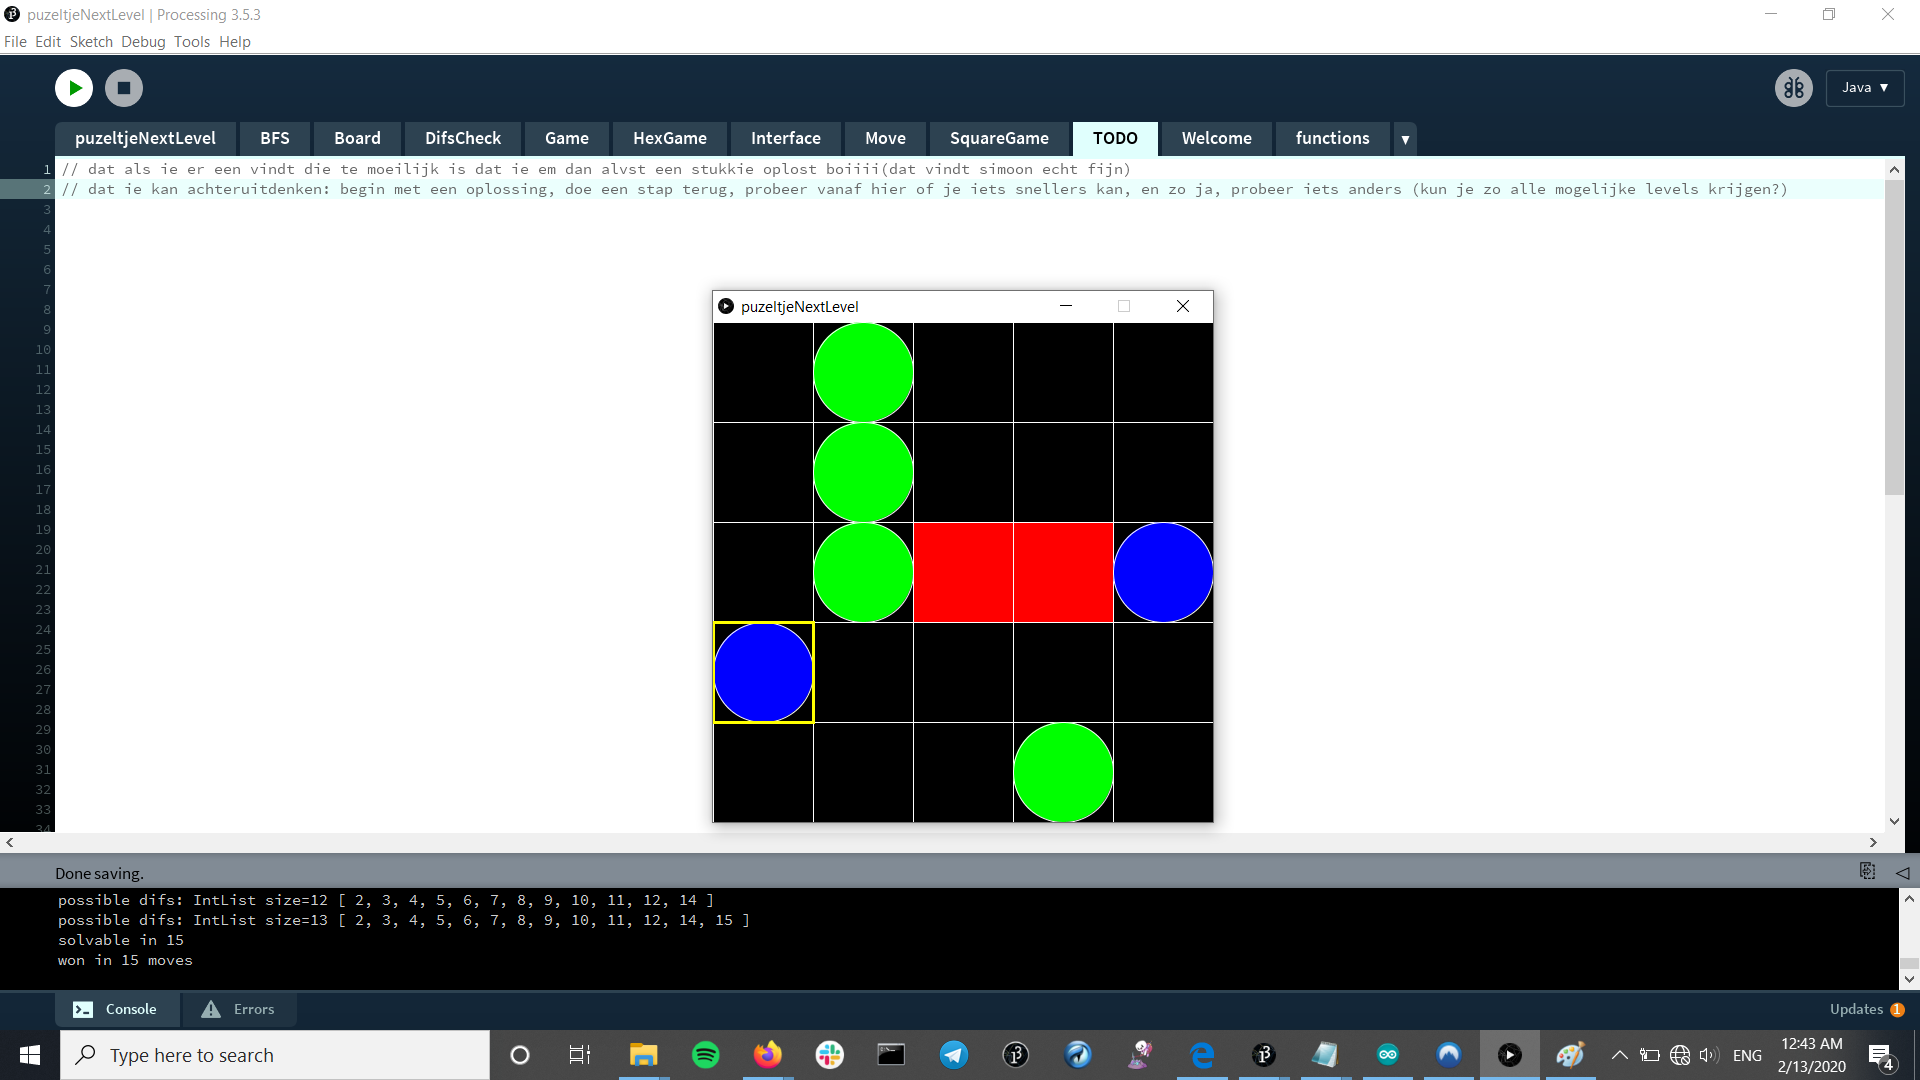 puzeltjeNextLevel | Processing 3.5.3
File Edit Sketch Debug Tools Help
Java ▼
puzeltjeNextLevel BFS Board DifsCheck Game HexGame Interface Move SquareGame TODO Welcome functions ▼
1 // dat als ie er een vindt die te moeilijk is dat ie em dan alvst een stukkie oplost boiiii(dat vindt simoon echt fijn)
2 // dat ie kan achteruitdenken: begin met een oplossing, doe een stap terug, probeer vanaf hier of je iets snellers kan, en zo ja, probeer iets anders (kun je zo alle mogelijke levels krijgen?)
3
4
5
6
7
8
9
10
11
12
13
14
15
16
17
18
19
20
21
22
23
24
25
26
27
28
29
30
31
32
33
34
puzeltjeNextLevel
Done saving.
possible difs: IntList size=12 [ 2, 3, 4, 5, 6, 7, 8, 9, 10, 11, 12, 14 ]
possible difs: IntList size=13 [ 2, 3, 4, 5, 6, 7, 8, 9, 10, 11, 12, 14, 15 ]
solvable in 15
won in 15 moves
Console Errors
Updates 1
Type here to search
ENG
12:43 AM
2/13/2020
4